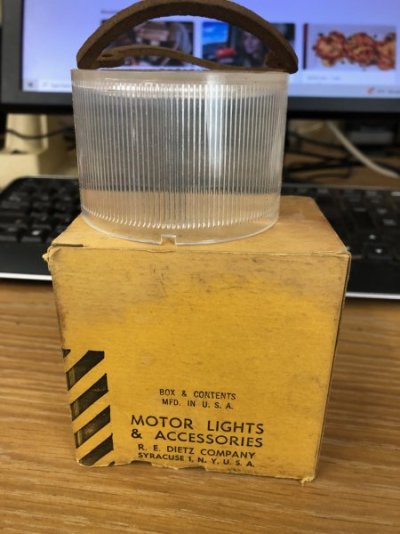 BOX & CONTENTS
MFD. IN U. S. A.
MOTOR LIGHTS
& ACCESSORIES
R. E. DIETZ COMPANY
SYRACUSE 1, N. Y., U. S. A.